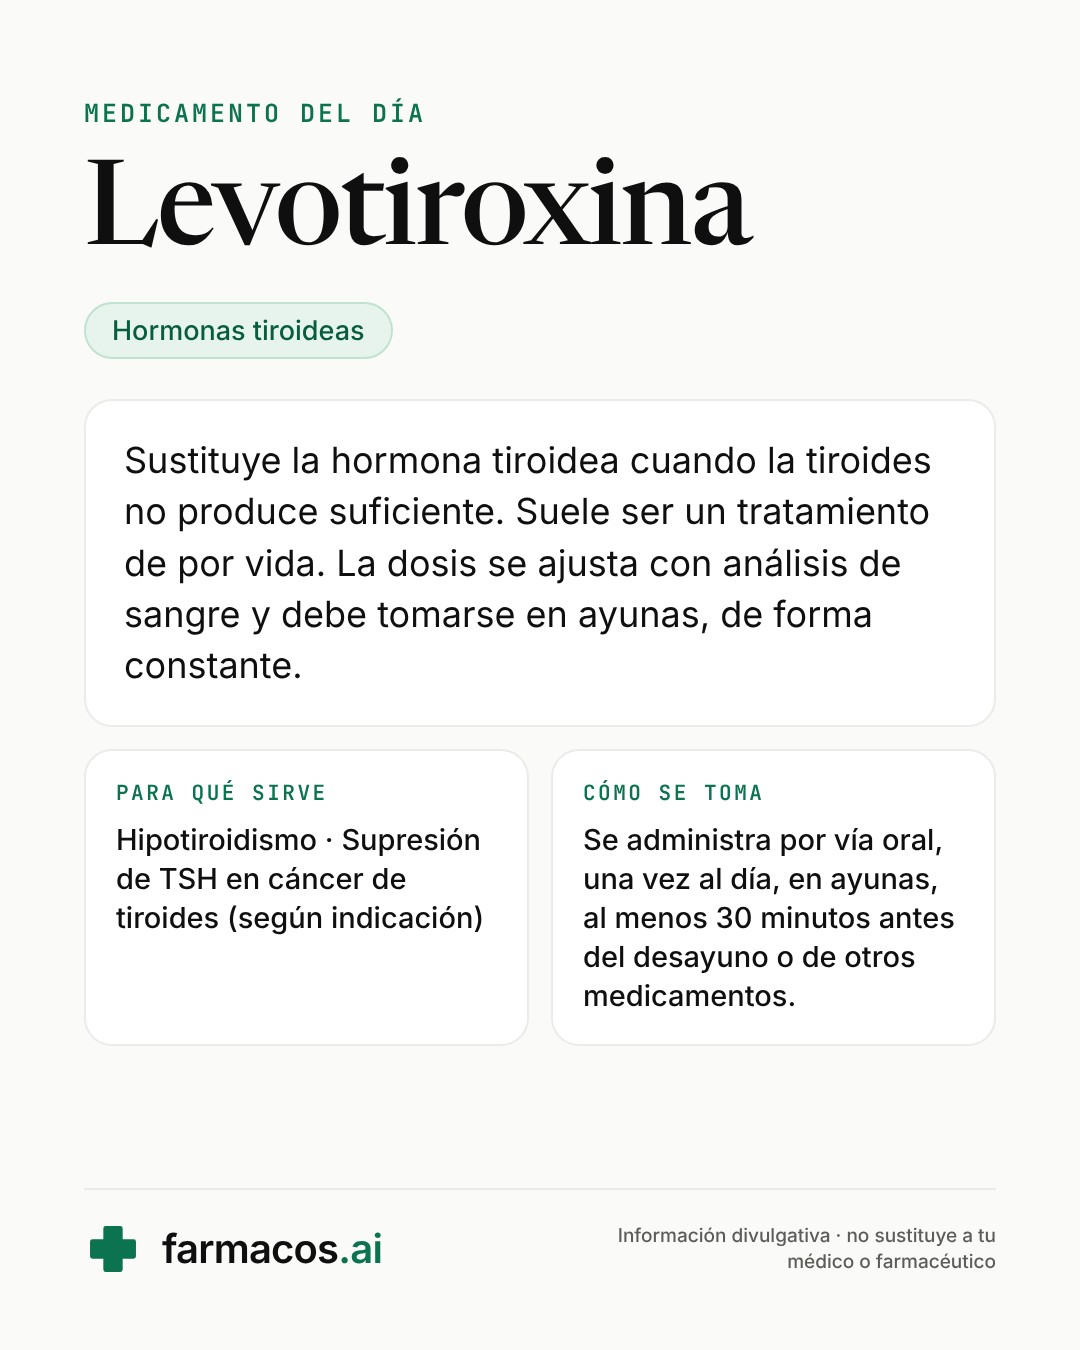 MEDICAMENTO DEL DÍA
Levotiroxina
Hormonas tiroideas
Sustituye la hormona tiroidea cuando la tiroides
no produce suficiente. Suele ser un tratamiento
de por vida. La dosis se ajusta con análisis de
sangre y debe tomarse en ayunas, de forma
constante.
PARA QUÉ SIRVE
Hipotiroidismo · Supresión
de TSH en cáncer de
tiroides (según indicación)
CÓMO SE TOMA
Se administra por vía oral,
una vez al día, en ayunas,
al menos 30 minutos antes
del desayuno o de otros
medicamentos.
farmacos.ai
Información divulgativa · no sustituye a tu
médico o farmacéutico